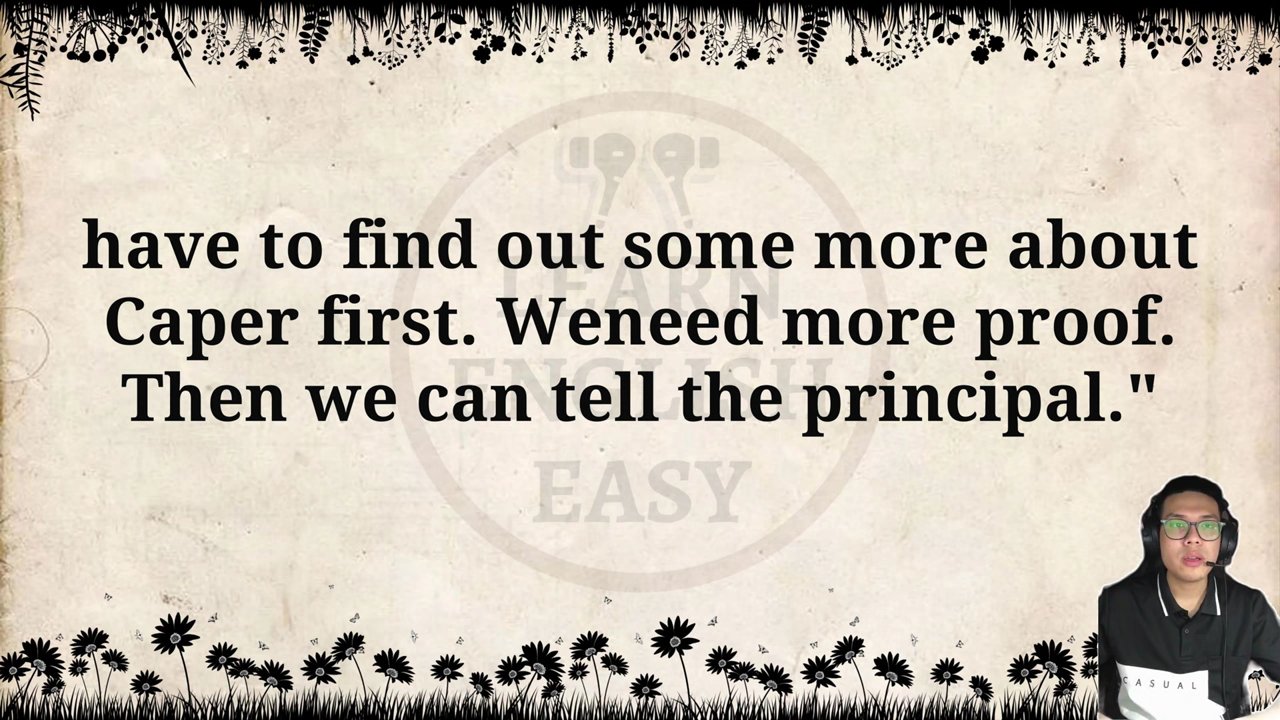 have to find out some more about
Caper first. Weneed more proof.
Then we can tell the principal."
LEARN
ENGLISH
EASY
CASUAL